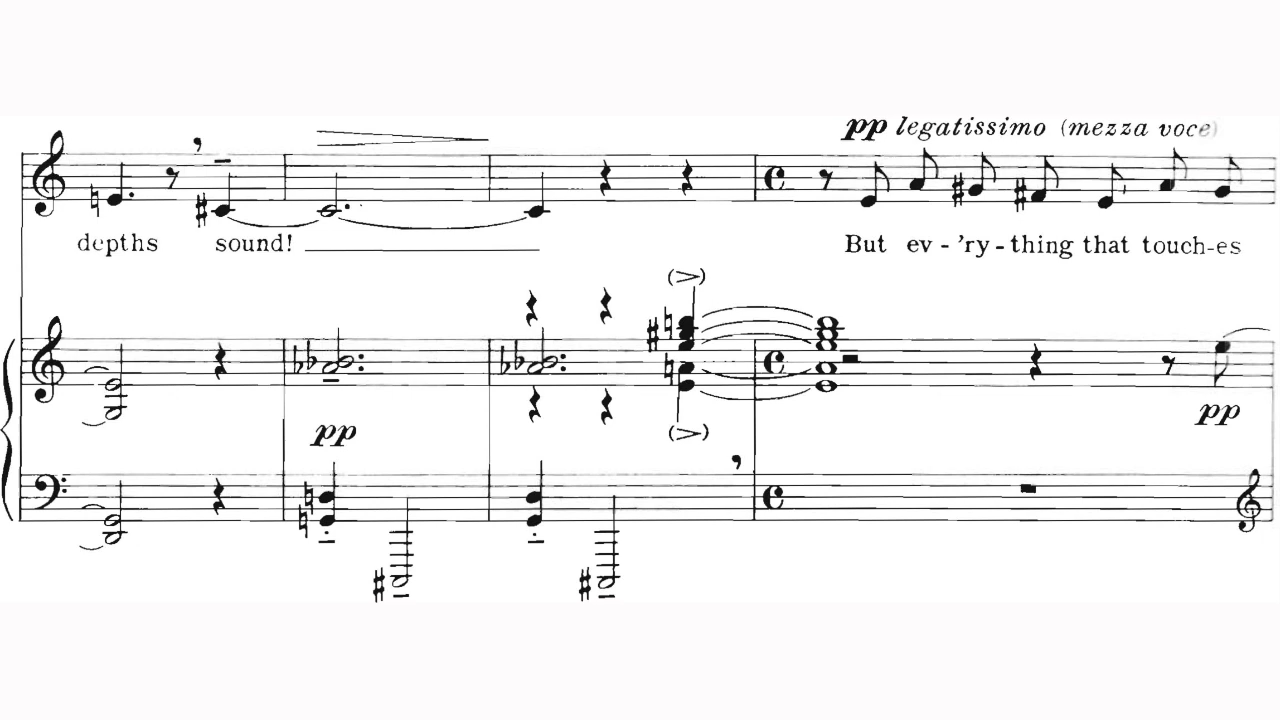 pp legatissimo (mezza voce)
depths sound! But ev-'ry-thing that touch-es
pp pp